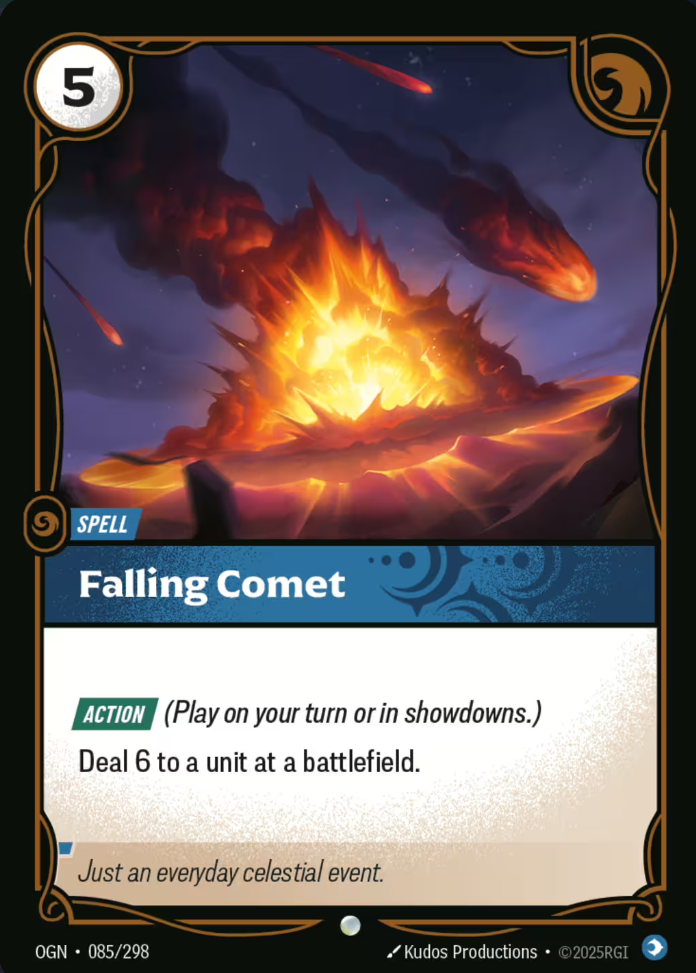 5
SPELL
Falling Comet
ACTION (Play on your turn or in showdowns.)
Deal 6 to a unit at a battlefield.
Just an everyday celestial event.
OGN • 085/298
Kudos Productions • ©2025RGI